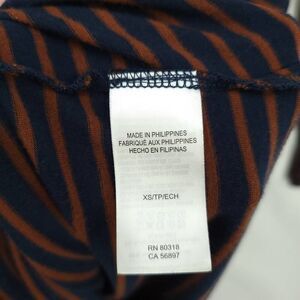 MADE IN PHILIPPINES
FABRIQUÉ AUX PHILIPPINES
HECHO EN FILIPINAS
XS/TP/ECH
RN 80318
CA 56897